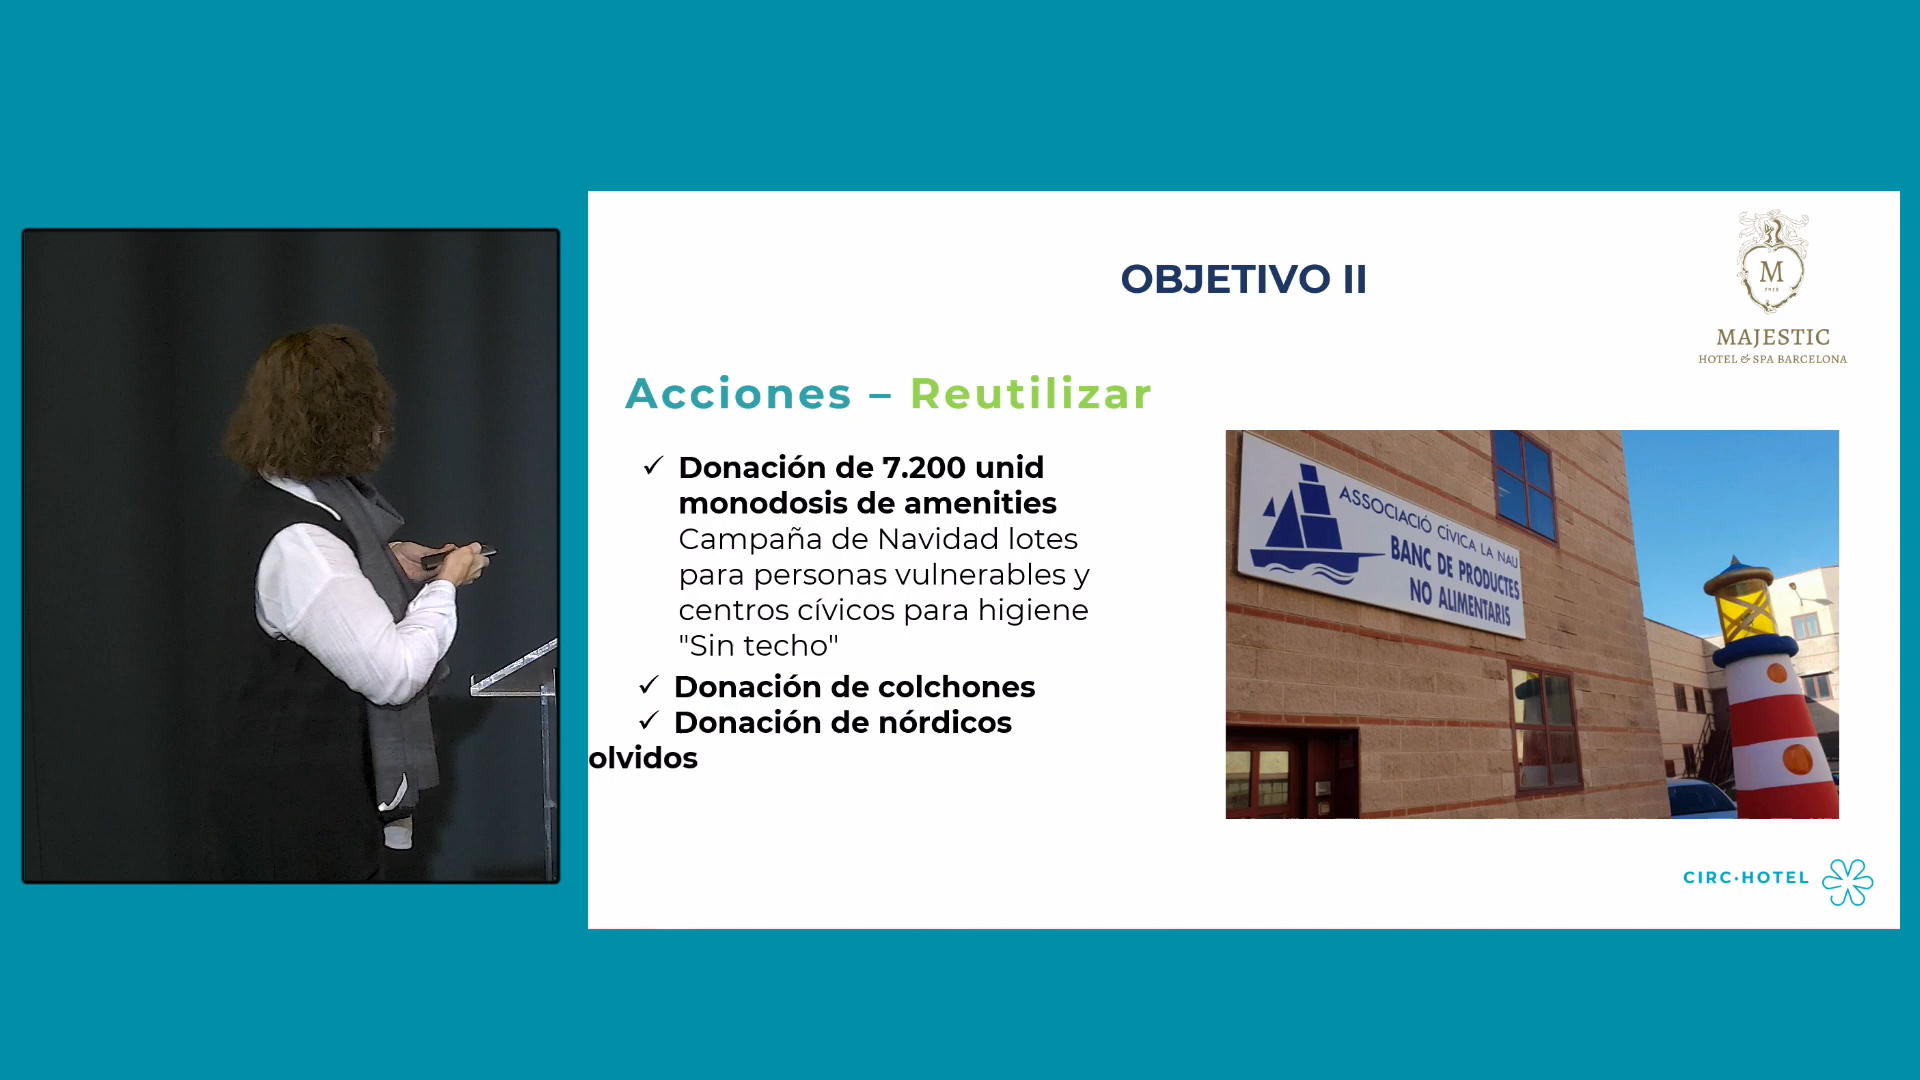 OBJETIVO II
M
1918
MAJESTIC
HOTEL & SPA BARCELONA
Acciones – Reutilizar
✓ Donación de 7.200 unid
monodosis de amenities
Campaña de Navidad lotes
para personas vulnerables y
centros cívicos para higiene
"Sin techo"
✓ Donación de colchones
✓ Donación de nórdicos
olvidos
ASSOCIACIÓ CÍVICA LA NAU
BANC DE PRODUCTES
NO ALIMENTARIS
CIRC·HOTEL